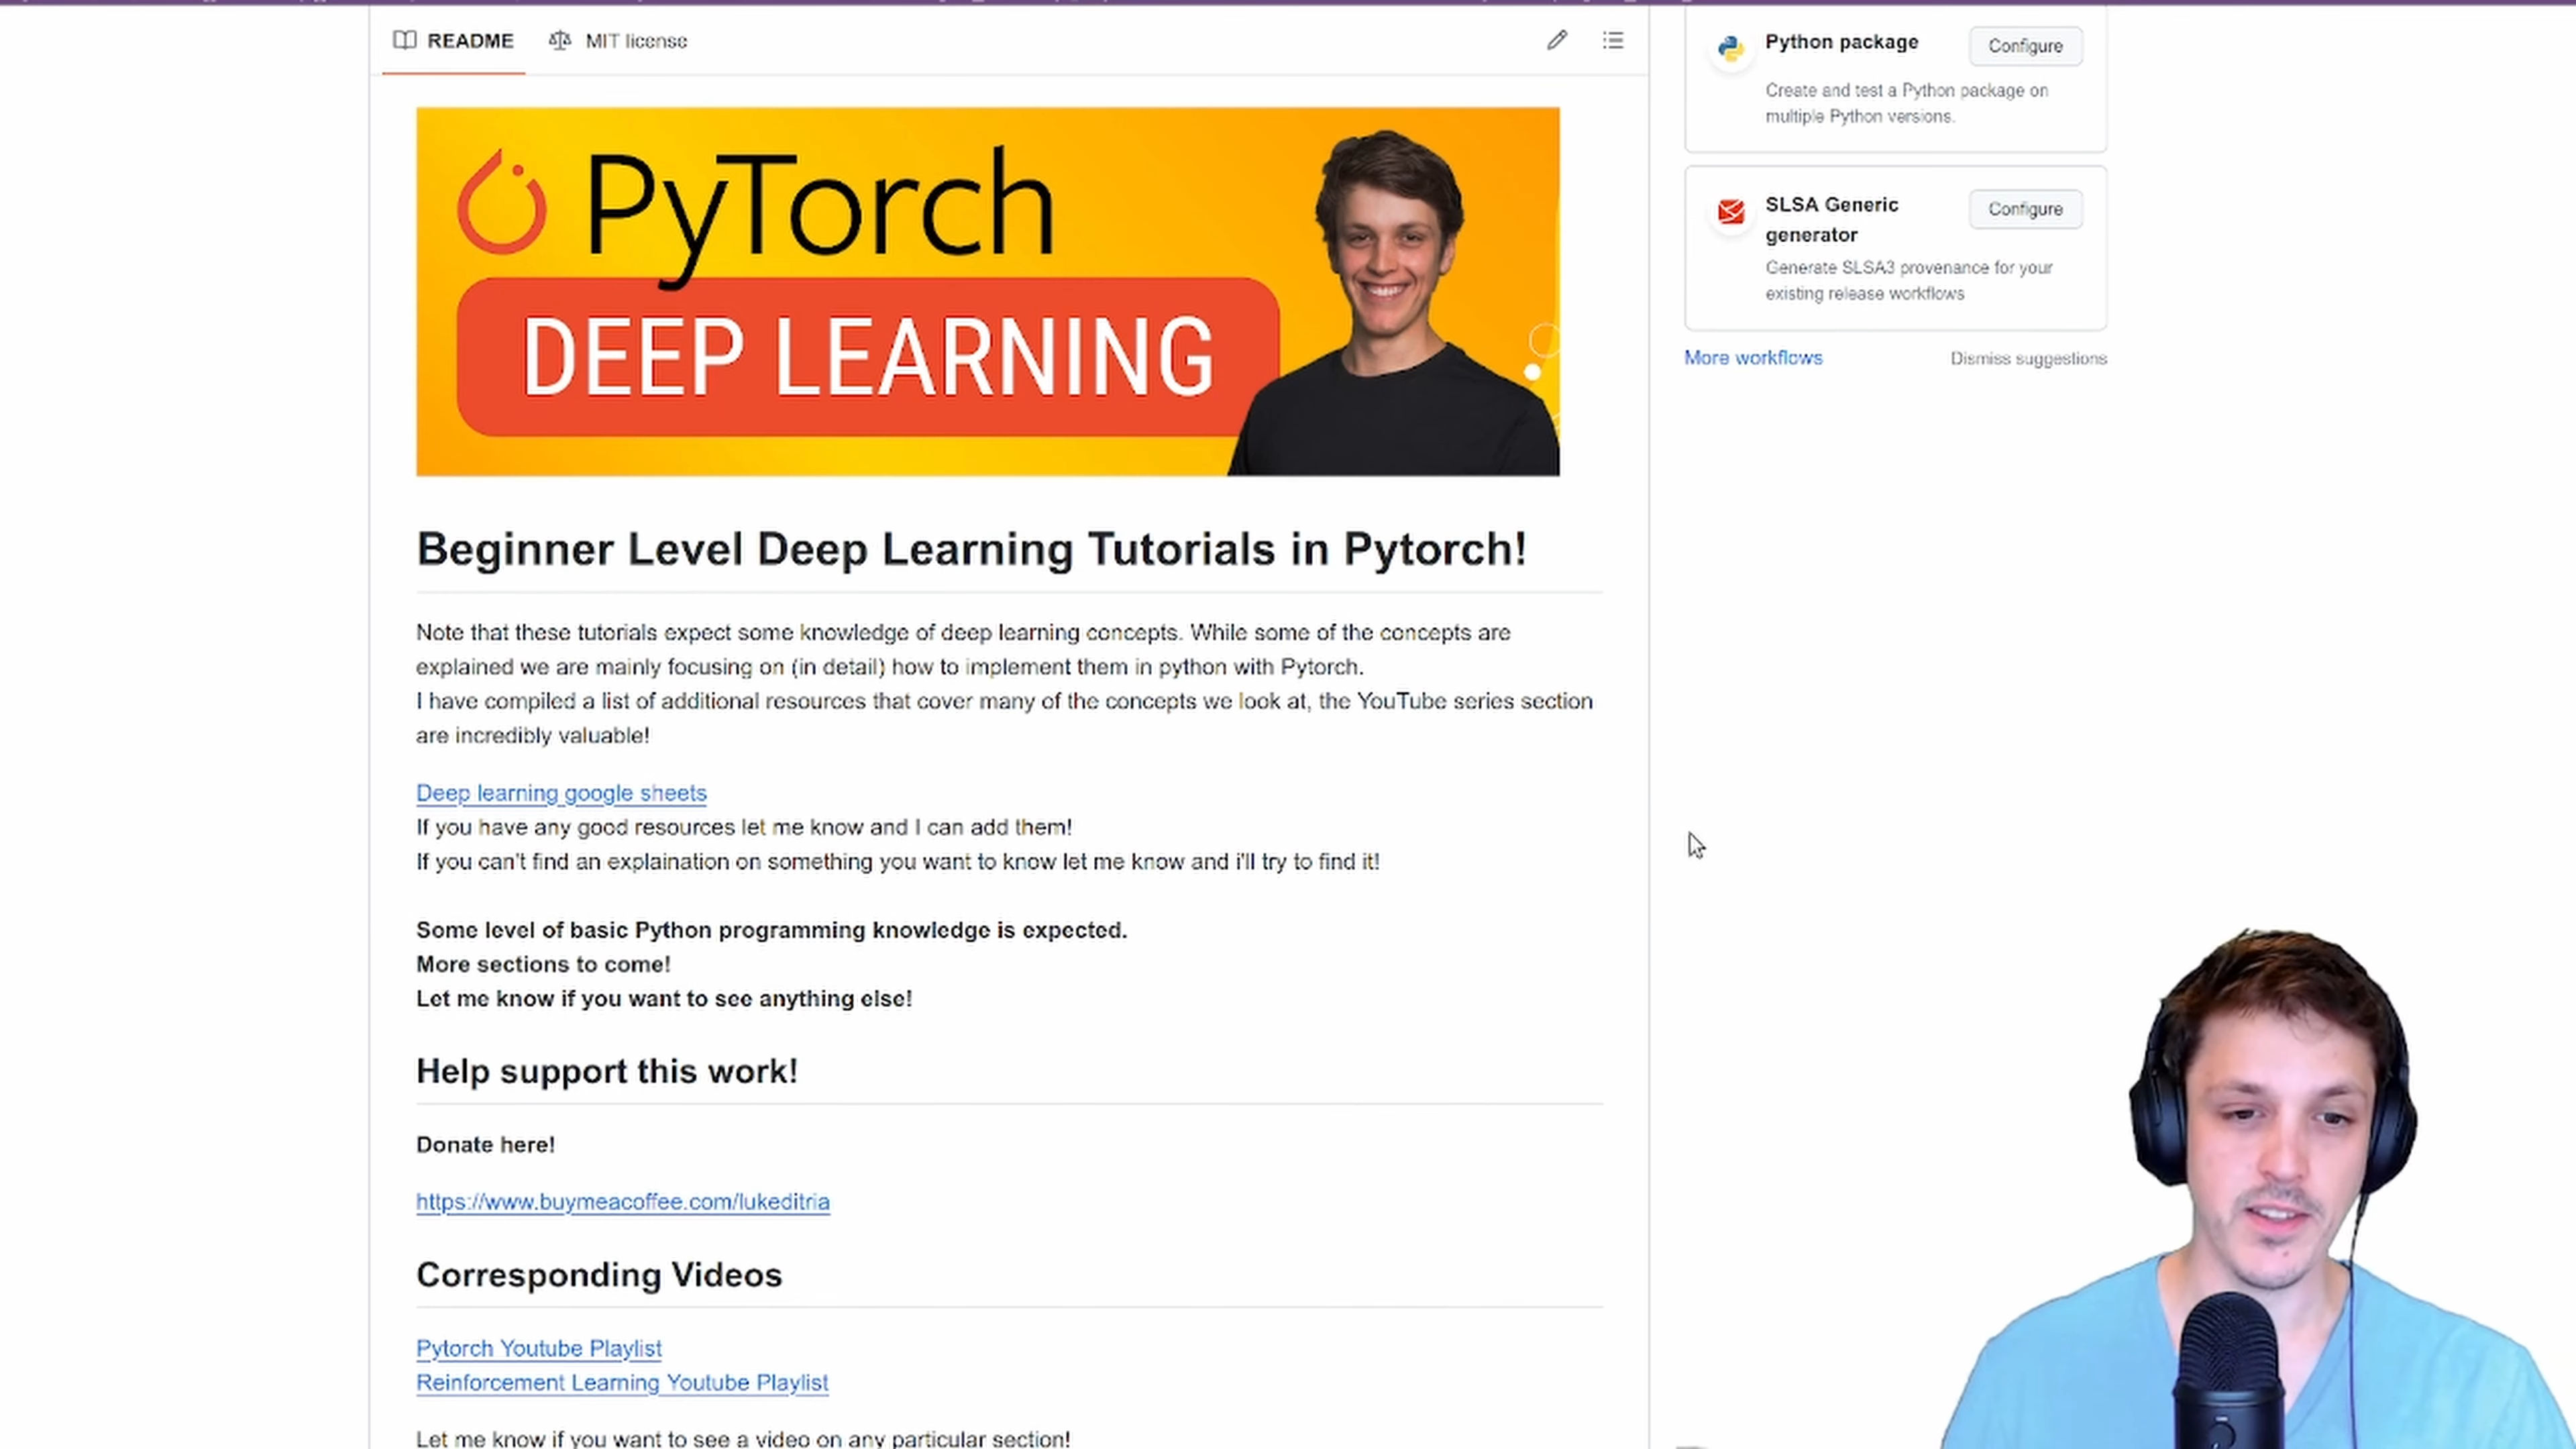 README
MIT license
PyTorch
DEEP LEARNING
Beginner Level Deep Learning Tutorials in Pytorch!
Note that these tutorials expect some knowledge of deep learning concepts. While some of the concepts are
explained we are mainly focusing on (in detail) how to implement them in python with Pytorch.
I have compiled a list of additional resources that cover many of the concepts we look at, the YouTube series section
are incredibly valuable!
Deep learning google sheets
If you have any good resources let me know and I can add them!
If you can't find an explaination on something you want to know let me know and i'll try to find it!
Some level of basic Python programming knowledge is expected.
More sections to come!
Let me know if you want to see anything else!
Help support this work!
Donate here!
https://www.buymeacoffee.com/lukeditria
Corresponding Videos
Pytorch Youtube Playlist
Reinforcement Learning Youtube Playlist
Let me know if you want to see a video on any particular section!
Python package
Configure
Create and test a Python package on
multiple Python versions.
SLSA Generic
generator
Configure
Generate SLSA3 provenance for your
existing release workflows
More workflows
Dismiss suggestions